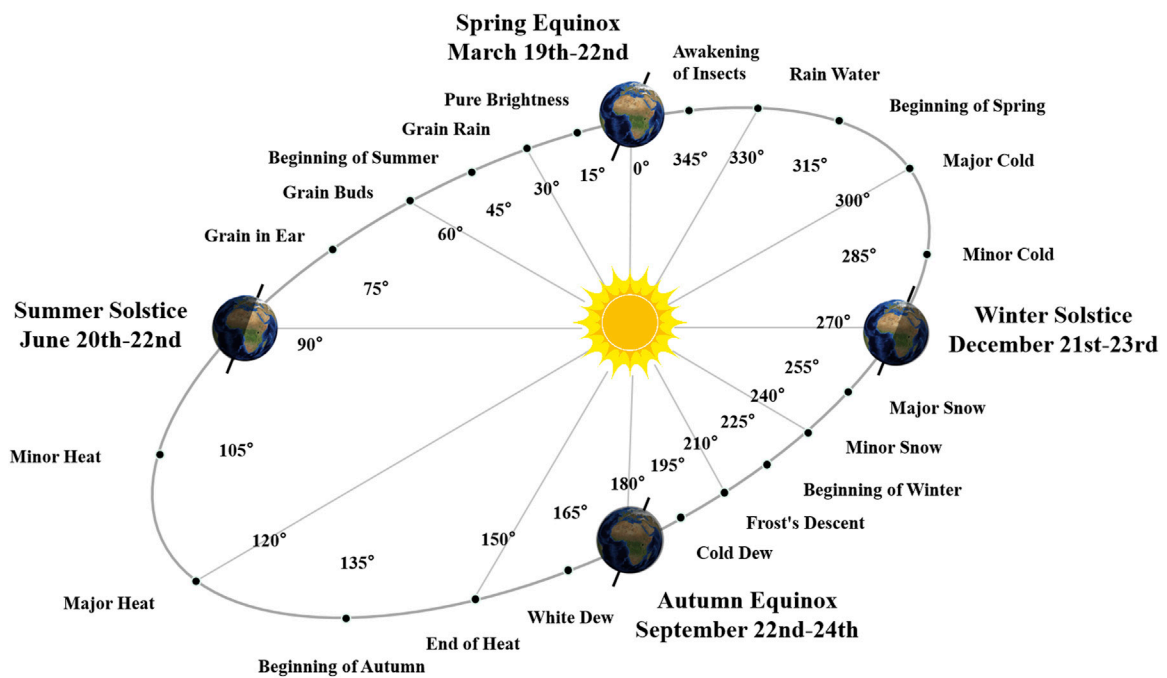 Spring Equinox
March 19th-22nd
Awakening
of Insects
Rain Water
Beginning of Spring
Major Cold
Minor Cold
Winter Solstice
December 21st-23rd
Major Snow
Minor Snow
Beginning of Winter
Frost's Descent
Cold Dew
Autumn Equinox
September 22nd-24th
White Dew
End of Heat
Beginning of Autumn
Major Heat
Minor Heat
Summer Solstice
June 20th-22nd
Grain in Ear
Grain Buds
Beginning of Summer
Grain Rain
Pure Brightness
0°
345°
330°
315°
300°
285°
270°
255°
240°
225°
210°
195°
180°
165°
150°
135°
120°
105°
90°
75°
60°
45°
30°
15°